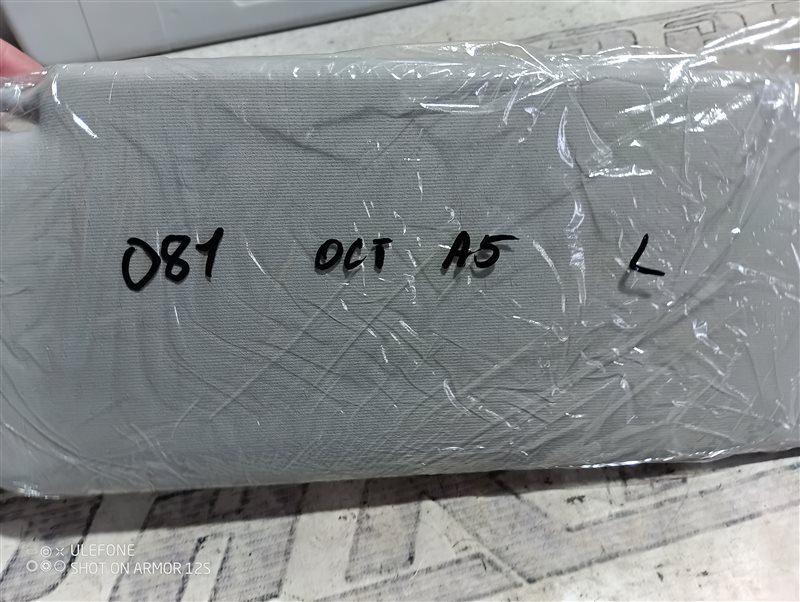 081 OCT A5 L
ULEFONE
SHOT ON ARMOR 12S